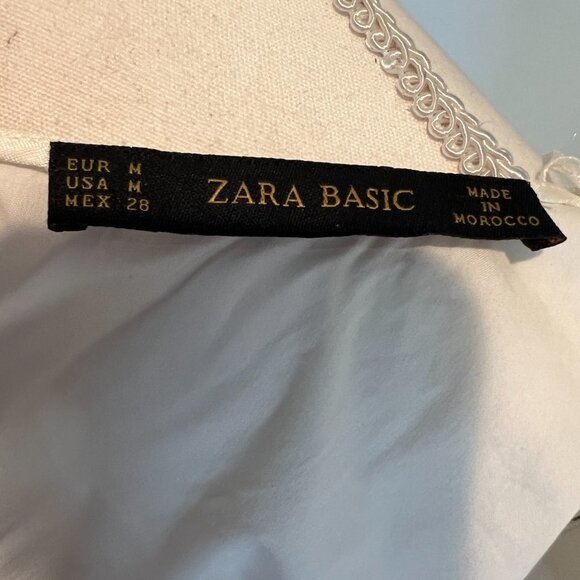 EUR M
USA M
MEX 28
ZARA BASIC
MADE
IN
MOROCCO